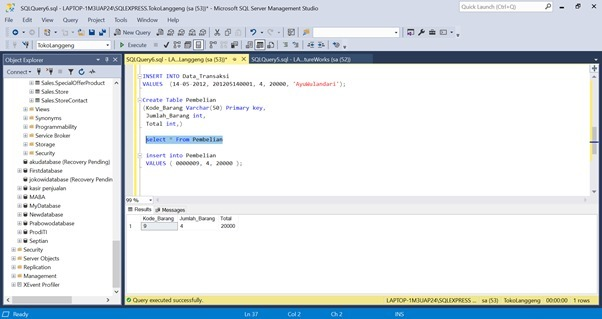 SQLQuery6.sql - LAPTOP-1M3UAP24\SQLEXPRESS.TokoLanggeng (sa (53))* - Microsoft SQL Server Management Studio
Quick Launch (Ctrl+Q)
File Edit View Query Project Tools Window Help
New Query
TokoLanggeng
Execute
Object Explorer
SQLQuery6.sql - LA...Langgeng (sa (53))*
SQLQuery5.sql - LA...tureWorks (sa (52))
Connect
Sales.SpecialOfferProduct
Sales.Store
Sales.StoreContact
Views
Synonyms
Programmability
Service Broker
Storage
Security
akudatabase (Recovery Pending)
Firstdatabase
jokowidatabase (Recovery Pendin
kasir penjualan
MABA
MyDatabase
Newdatabase
Prabowodatabase
ProdiTI
Septian
Security
Server Objects
Replication
Management
XEvent Profiler
INSERT INTO Data_Transaksi
VALUES (14-05-2012, 201205140001, 4, 20000, 'AyuWulandari');
Create Table Pembelian
(Kode_Barang Varchar(50) Primary key,
Jumlah_Barang int,
Total int,)
select * From Pembelian
insert into Pembelian
VALUES ( 0000009, 4, 20000 );
99 %
Results Messages
Kode_Barang Jumlah_Barang Total
1 9 4 20000
Query executed successfully.
LAPTOP-1M3UAP24\SQLEXPRESS ... sa (53) TokoLanggeng 00:00:00 1 rows
Ready
Ln 37 Col 2 Ch 2 INS